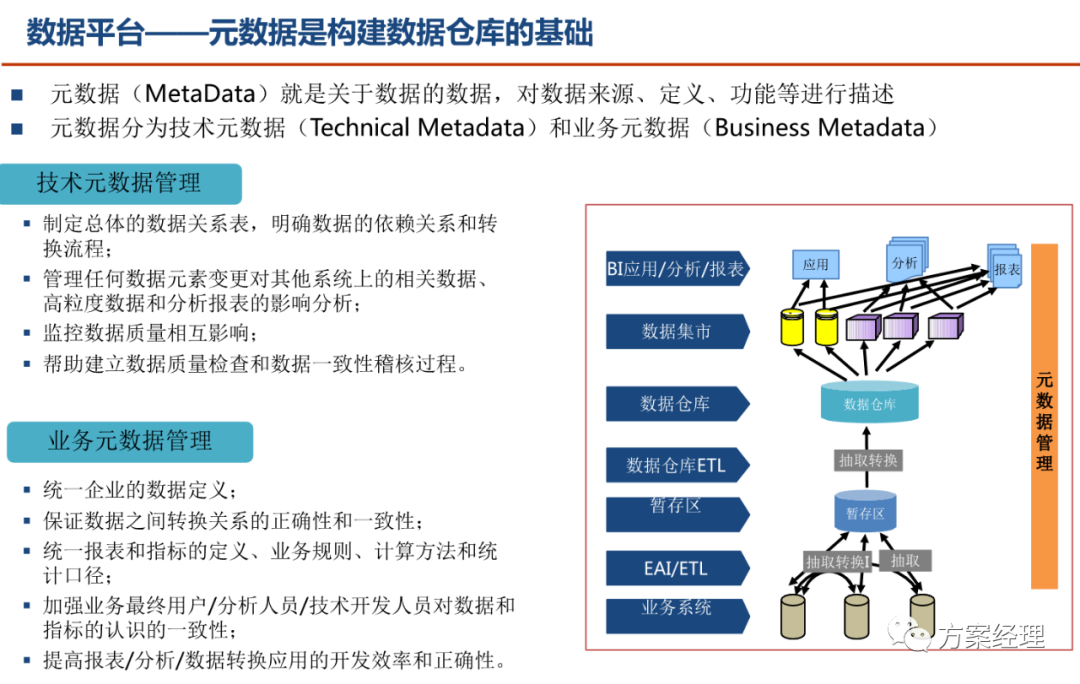 数据平台——元数据是构建数据仓库的基础
元数据（MetaData）就是关于数据的数据，对数据来源、定义、功能等进行描述
元数据分为技术元数据（Technical Metadata）和业务元数据（Business Metadata）
技术元数据管理
制定总体的数据关系表，明确数据的依赖关系和转
换流程；
管理任何数据元素变更对其他系统上的相关数据、
高粒度数据和分析报表的影响分析；
监控数据质量相互影响；
帮助建立数据质量检查和数据一致性稽核过程。
业务元数据管理
统一企业的数据定义；
保证数据之间转换关系的正确性和一致性；
统一报表和指标的定义、业务规则、计算方法和统
计口径；
加强业务最终用户/分析人员/技术开发人员对数据和
指标的认识的一致性；
提高报表/分析/数据转换应用的开发效率和正确性。
BI应用/分析/报表
应用
分析
报表
数据集市
数据仓库
数据仓库
数据仓库ETL
抽取转换
暂存区
暂存区
EAI/ETL
抽取转换I
抽取
业务系统
元数据管理
方案经理